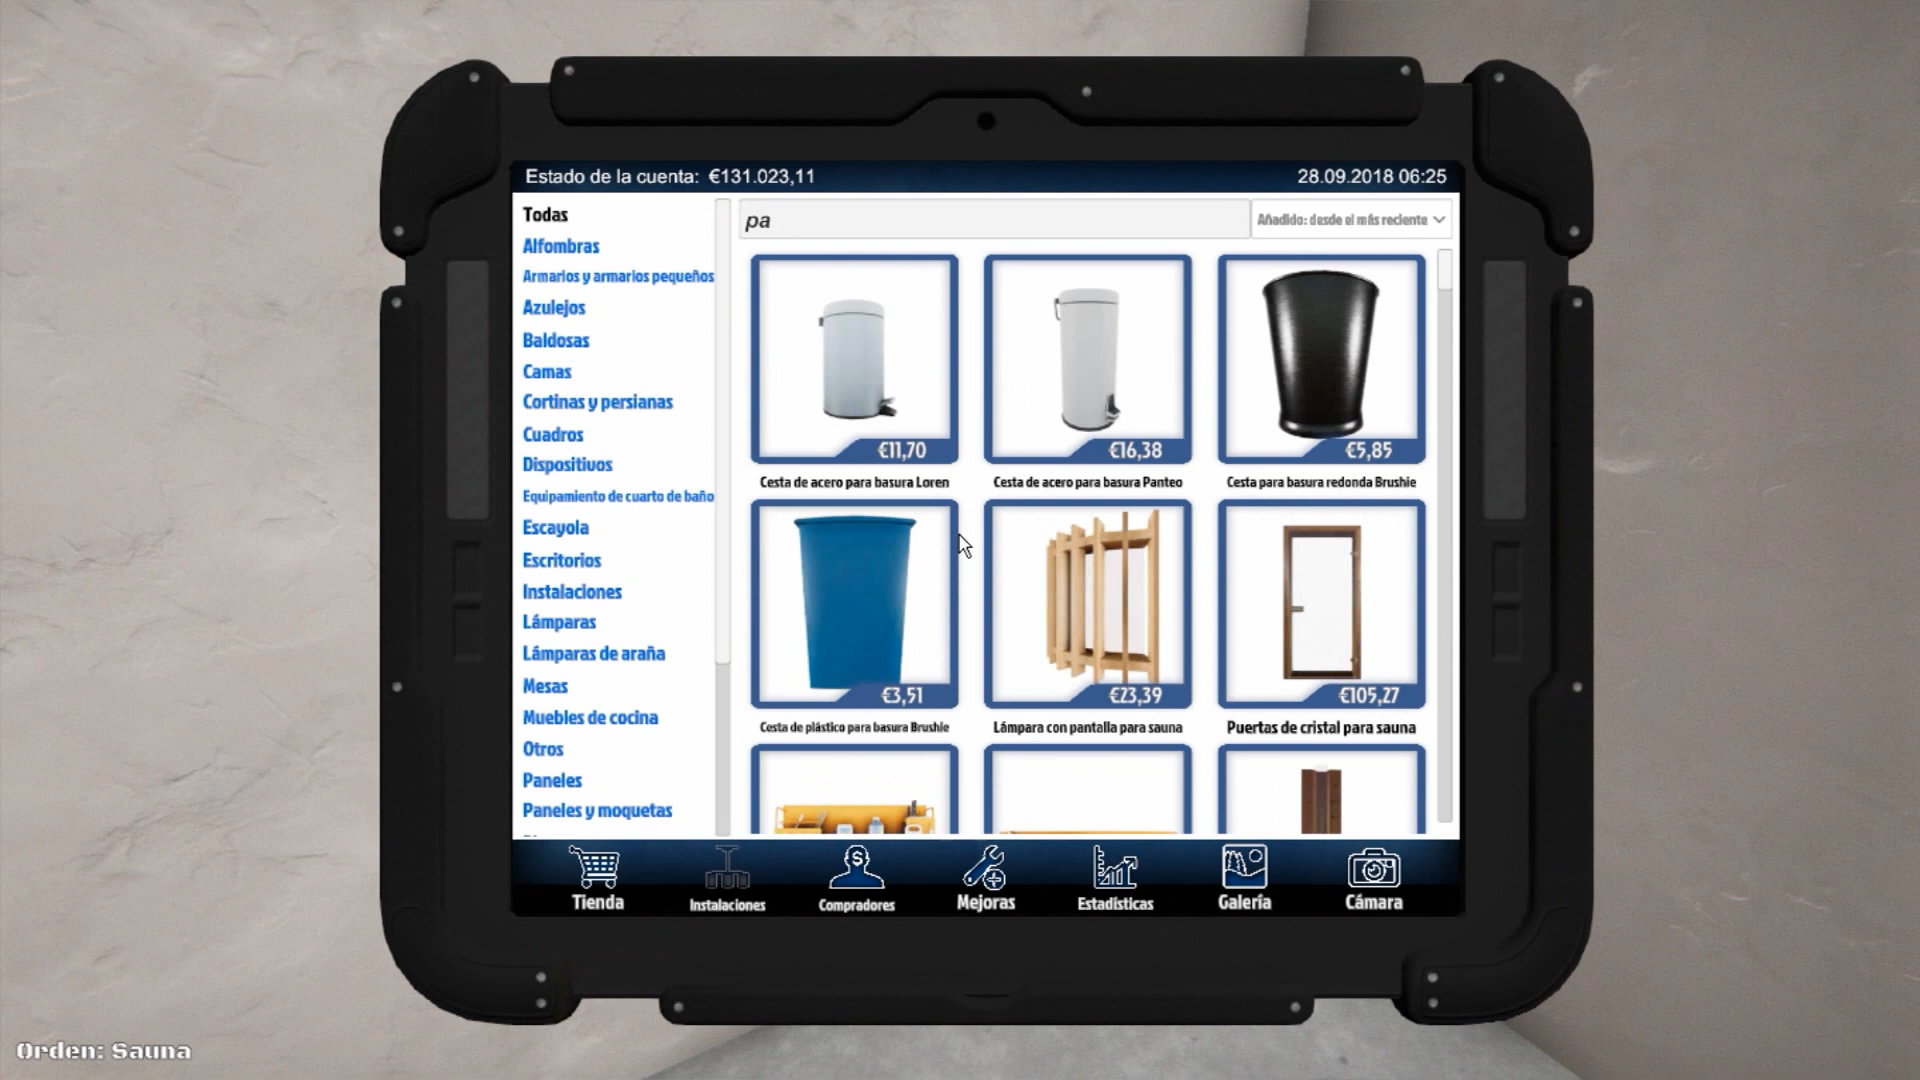 Estado de la cuenta: €131.023,11
28.09.2018 06:25
Todas
Alfombras
Armarios y armarios pequeños
Azulejos
Baldosas
Camas
Cortinas y persianas
Cuadros
Dispositivos
Equipamiento de cuarto de baño
Escayola
Escritorios
Instalaciones
Lámparas
Lámparas de araña
Mesas
Muebles de cocina
Otros
Paneles
Paneles y moquetas
pa
Añadido: desde el más reciente
€11,70
€16,38
€5,85
Cesta de acero para basura Loren
Cesta de acero para basura Panteo
Cesta para basura redonda Brushie
€3,51
€23,39
€105,27
Cesta de plástico para basura Brushie
Lámpara con pantalla para sauna
Puertas de cristal para sauna
Tienda
Instalaciones
Compradores
Mejoras
Estadísticas
Galería
Cámara
Orden: Sauna